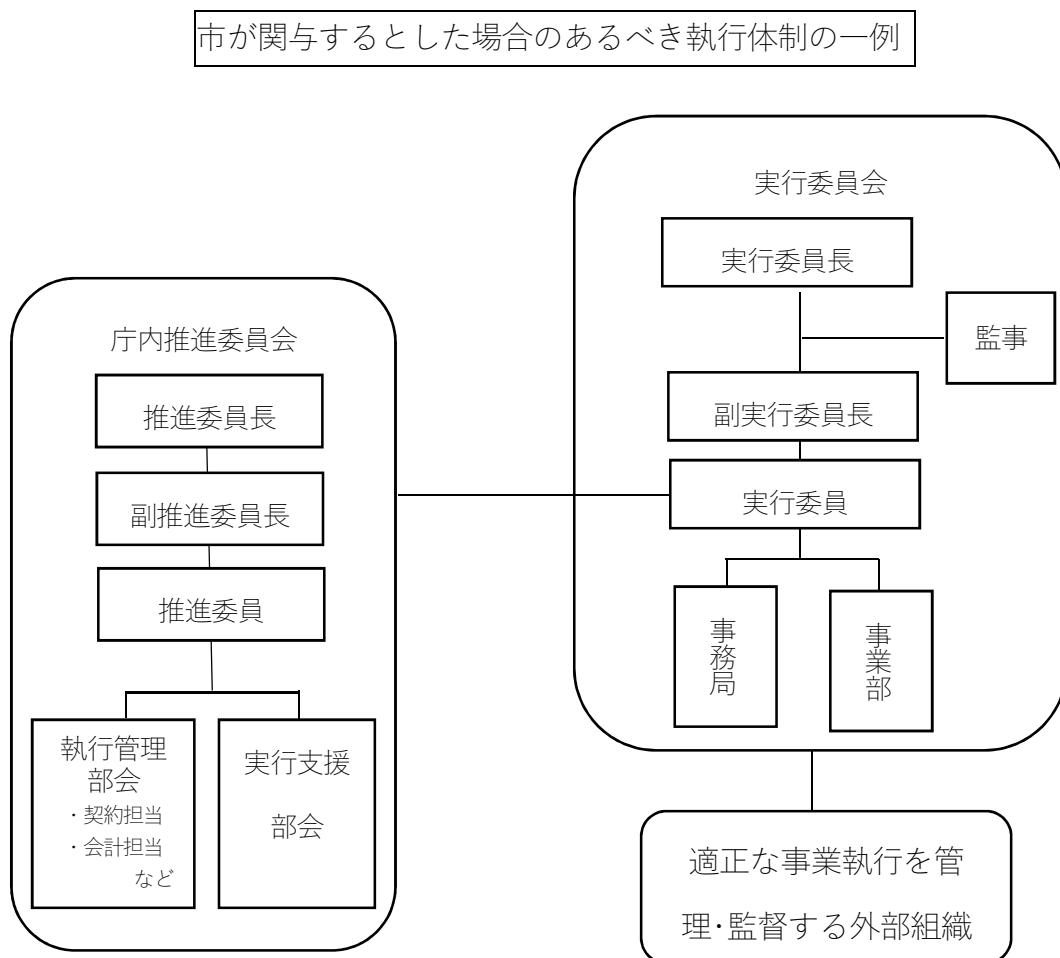 市が関与するとした場合のあるべき執行体制の一例
実行委員会
実行委員長
監事
副実行委員長
実行委員
事務局
事業部
適正な事業執行を管
理・監督する外部組織
庁内推進委員会
推進委員長
副推進委員長
推進委員
執行管理
部会
・契約担当
・会計担当
など
実行支援
部会